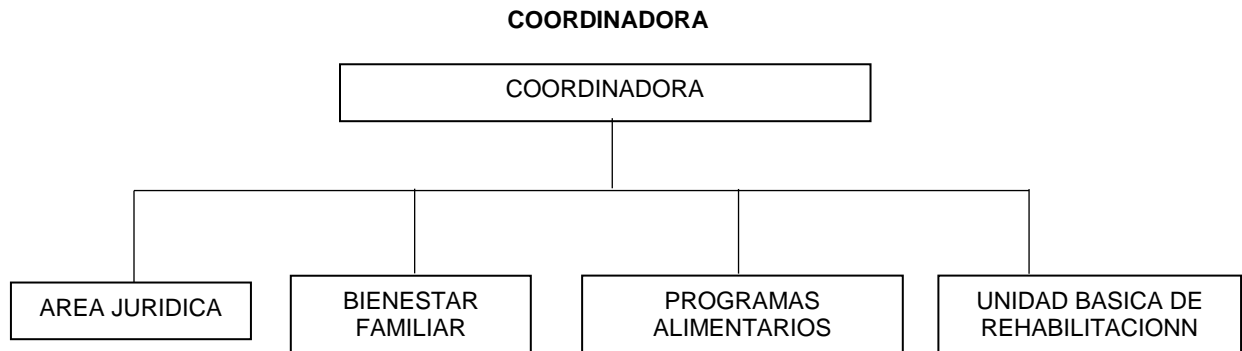 COORDINADORA
COORDINADORA
AREA JURIDICA
BIENESTAR
FAMILIAR
PROGRAMAS
ALIMENTARIOS
UNIDAD BASICA DE
REHABILITACIONN